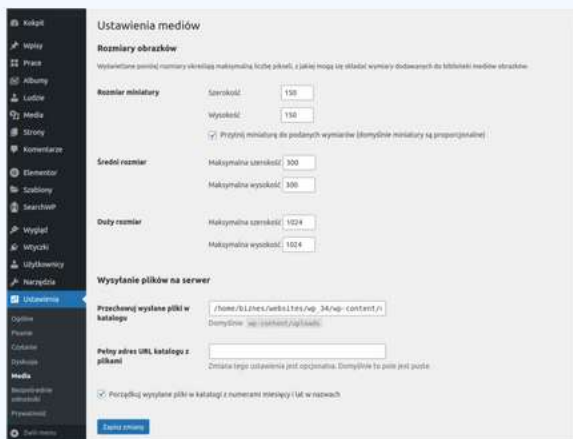 Kokpit
Wpisy
Prace
Albumy
Ludzie
Media
Strony
Komentarze
Elementor
Szablony
SearchWP
Wygląd
Wtyczki
Użytkownicy
Narzędzia
Ustawienia
Ogólne
Pisanie
Czytanie
Dyskusja
Media
Bezpośrednie
odnośniki
Prywatność
Zwiń menu
Ustawienia mediów
Rozmiary obrazków
Wyświetlane poniżej rozmiary określają maksymalną liczbę pikseli, z jakiej mogą się składać wymiary dodawanych do biblioteki mediów obrazków.
Rozmiar miniatury Szerokość 150
Wysokość 150
Przytnij miniaturę do podanych wymiarów (domyślnie miniatury są proporcjonalne)
Średni rozmiar Maksymalna szerokość 300
Maksymalna wysokość 300
Duży rozmiar Maksymalna szerokość 1024
Maksymalna wysokość 1024
Wysyłanie plików na serwer
Przechowuj wysłane pliki w katalogu /home/biznes/websites/wp_34/wp-content/
Domyślnie wp-content/uploads
Pełny adres URL katalogu z plikami
Zmiana tego ustawienia jest opcjonalna. Domyślnie to pole jest puste.
Porządkuj wysyłane pliki w katalogi z numerami miesięcy i lat w nazwach
Zapisz zmiany